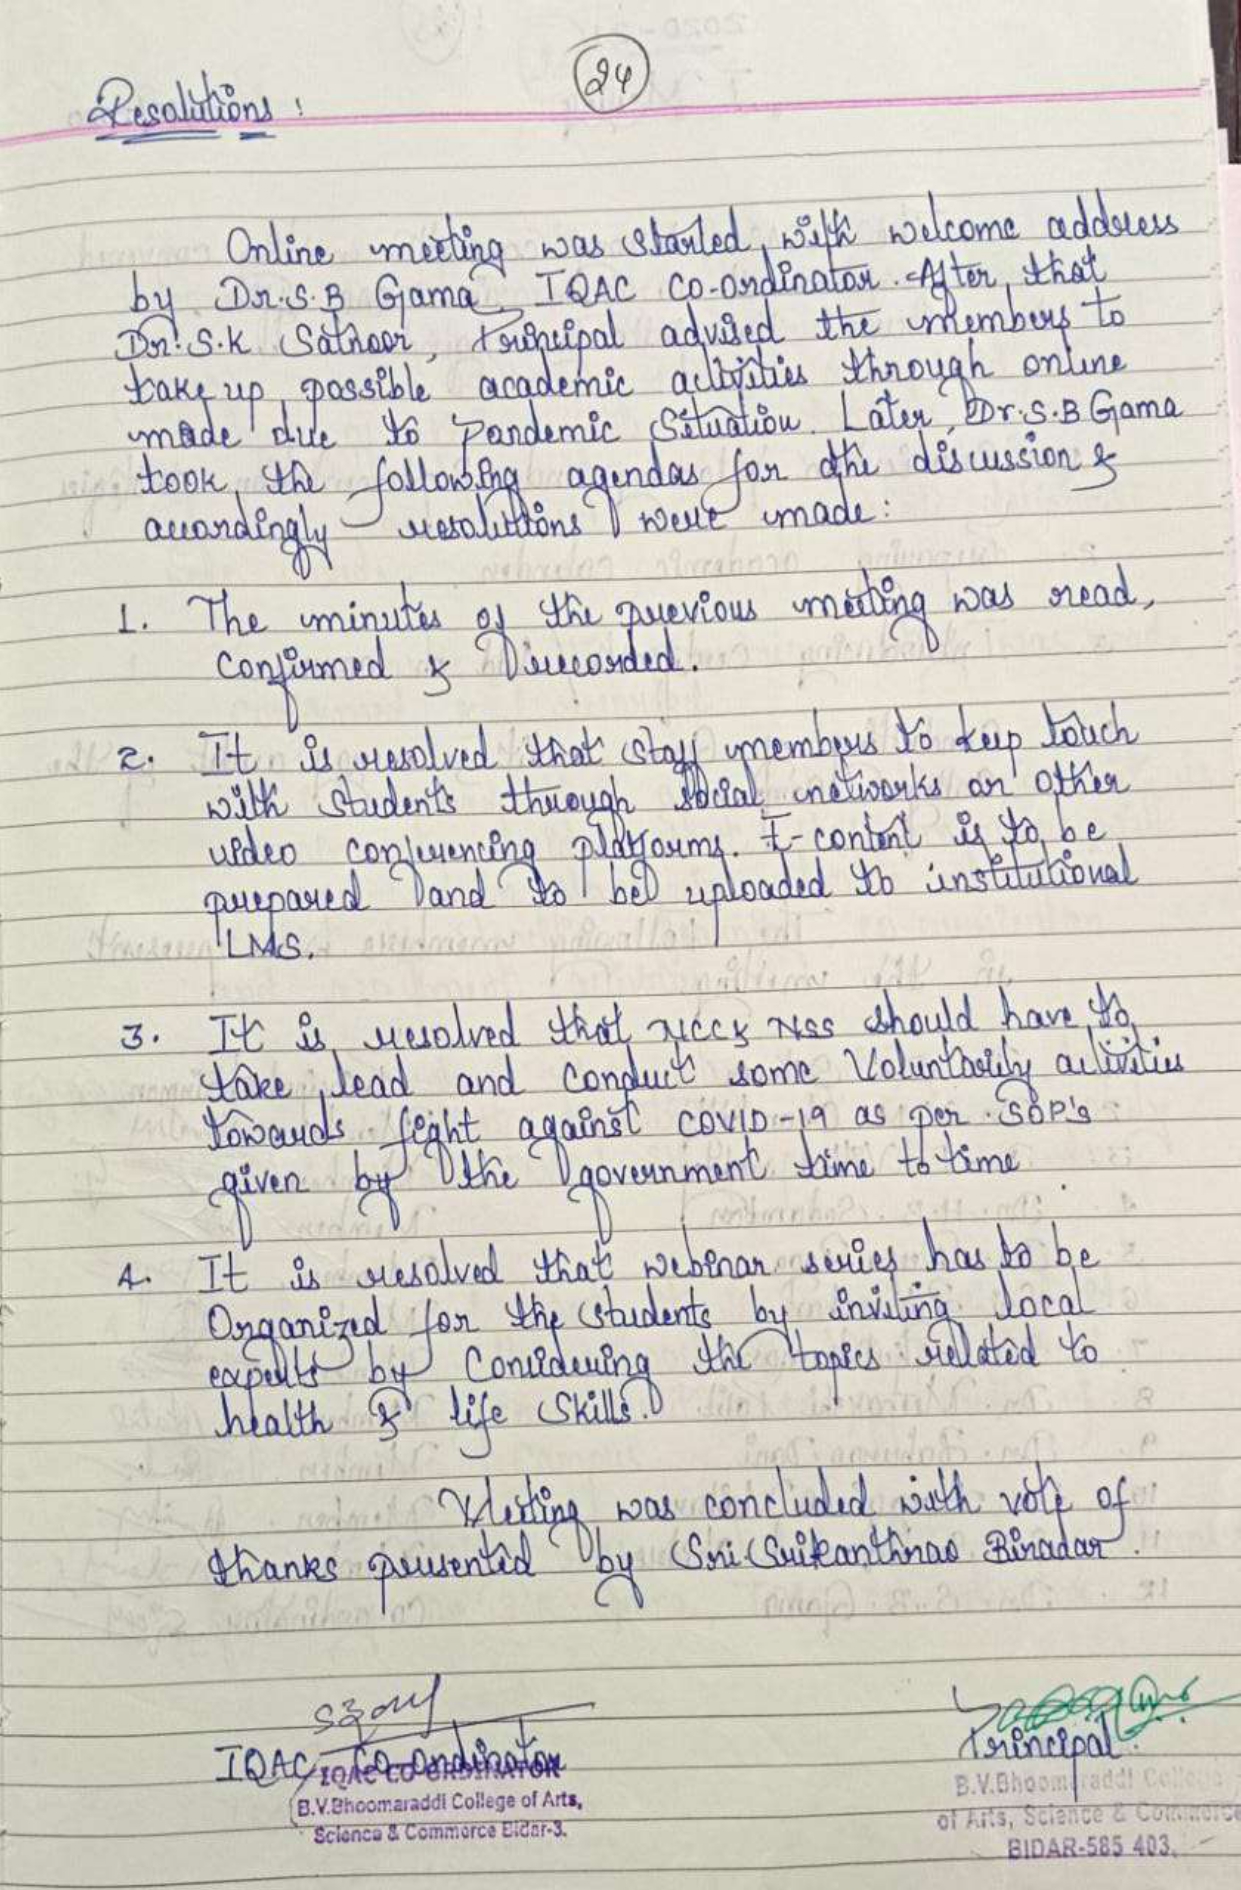 24
Resolutions :
Online meeting was started with welcome address
by Dr. S. B Gama IQAC Co-ordinator. After that
Dr. S.K Satnoor, Principal advised the members to
take up possible academic activities through online
made due to Pandemic Situation. Later Dr. S.B Gama
took the following agendas for the discussion &
accordingly resolutions were made:
1. The minutes of the previous meeting was read,
confirmed & recorded.
2. It is resolved that staff members to keep touch
with students through social networks or other
video conferencing platforms. E-content is to be
prepared and to be uploaded to institutional
LMS.
3. It is resolved that NCC & NSS should have to
take lead and conduct some Voluntarily activities
towards fight against COVID-19 as per SOP's
given by the government time to time
4. It is resolved that webinar series has to be
Organized for the students by inviting local
experts by Considering the topics related to
health & life Skills.
Meeting was concluded with vote of
thanks presented by Sri. Srikanthrao Biradar.
IQAC Co-ordinator
IQAC CO-ORDINATOR
B.V.Bhoomaraddi College of Arts,
Science & Commerce Bidar-3.
Principal
B.V.Bhoomaraddi College
of Arts, Science & Commerce
BIDAR-585 403.